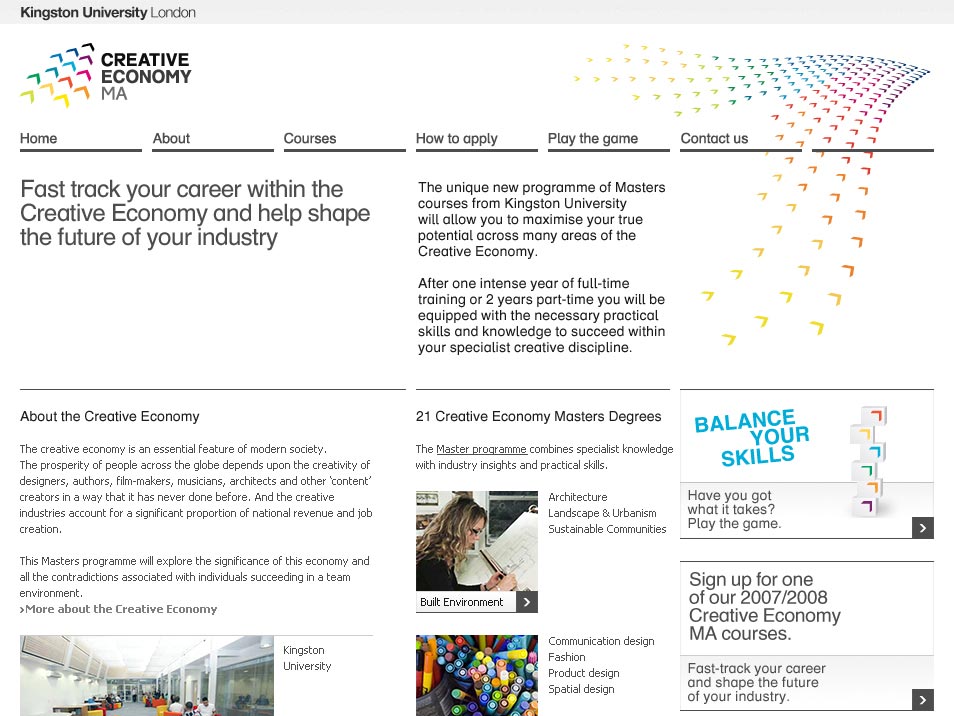 Kingston University London
CREATIVE
ECONOMY
MA
Home
About
Courses
How to apply
Play the game
Contact us
Fast track your career within the
Creative Economy and help shape
the future of your industry
The unique new programme of Masters
courses from Kingston University
will allow you to maximise your true
potential across many areas of the
Creative Economy.
After one intense year of full-time
training or 2 years part-time you will be
equipped with the necessary practical
skills and knowledge to succeed within
your specialist creative discipline.
About the Creative Economy
The creative economy is an essential feature of modern society.
The prosperity of people across the globe depends upon the creativity of
designers, authors, film-makers, musicians, architects and other ‘content’
creators in a way that it has never done before. And the creative
industries account for a significant proportion of national revenue and job
creation.
This Masters programme will explore the significance of this economy and
all the contradictions associated with individuals succeeding in a team
environment.
›More about the Creative Economy
Kingston
University
21 Creative Economy Masters Degrees
The Master programme combines specialist knowledge
with industry insights and practical skills.
Architecture
Landscape & Urbanism
Sustainable Communities
Built Environment
Communication design
Fashion
Product design
Spatial design
BALANCE
YOUR
SKILLS
Have you got
what it takes?
Play the game.
Sign up for one
of our 2007/2008
Creative Economy
MA courses.
Fast-track your career
and shape the future
of your industry.